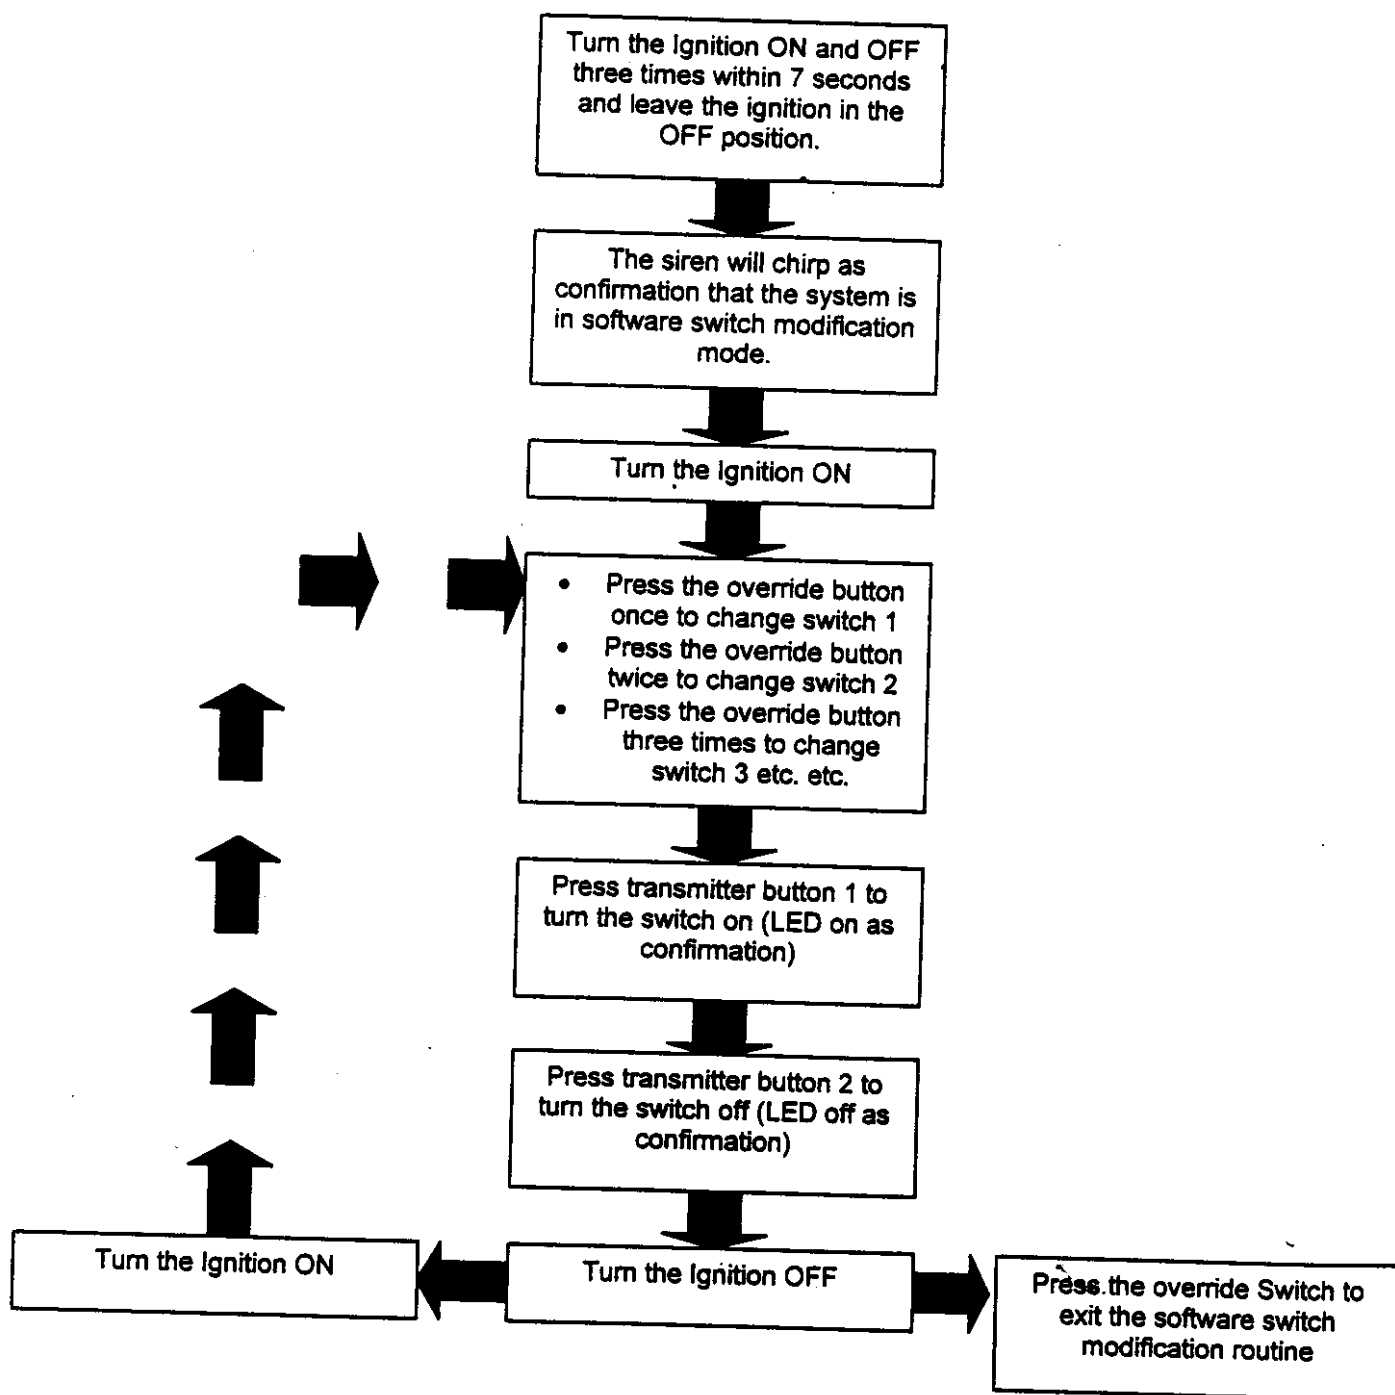 Turn the Ignition ON and OFF
three times within 7 seconds
and leave the ignition in the
OFF position.
The siren will chirp as
confirmation that the system is
in software switch modification
mode.
Turn the Ignition ON
• Press the override button
once to change switch 1
• Press the override button
twice to change switch 2
• Press the override button
three times to change
switch 3 etc. etc.
Press transmitter button 1 to
turn the switch on (LED on as
confirmation)
Press transmitter button 2 to
turn the switch off (LED off as
confirmation)
Turn the Ignition ON
Turn the Ignition OFF
Press the override Switch to
exit the software switch
modification routine